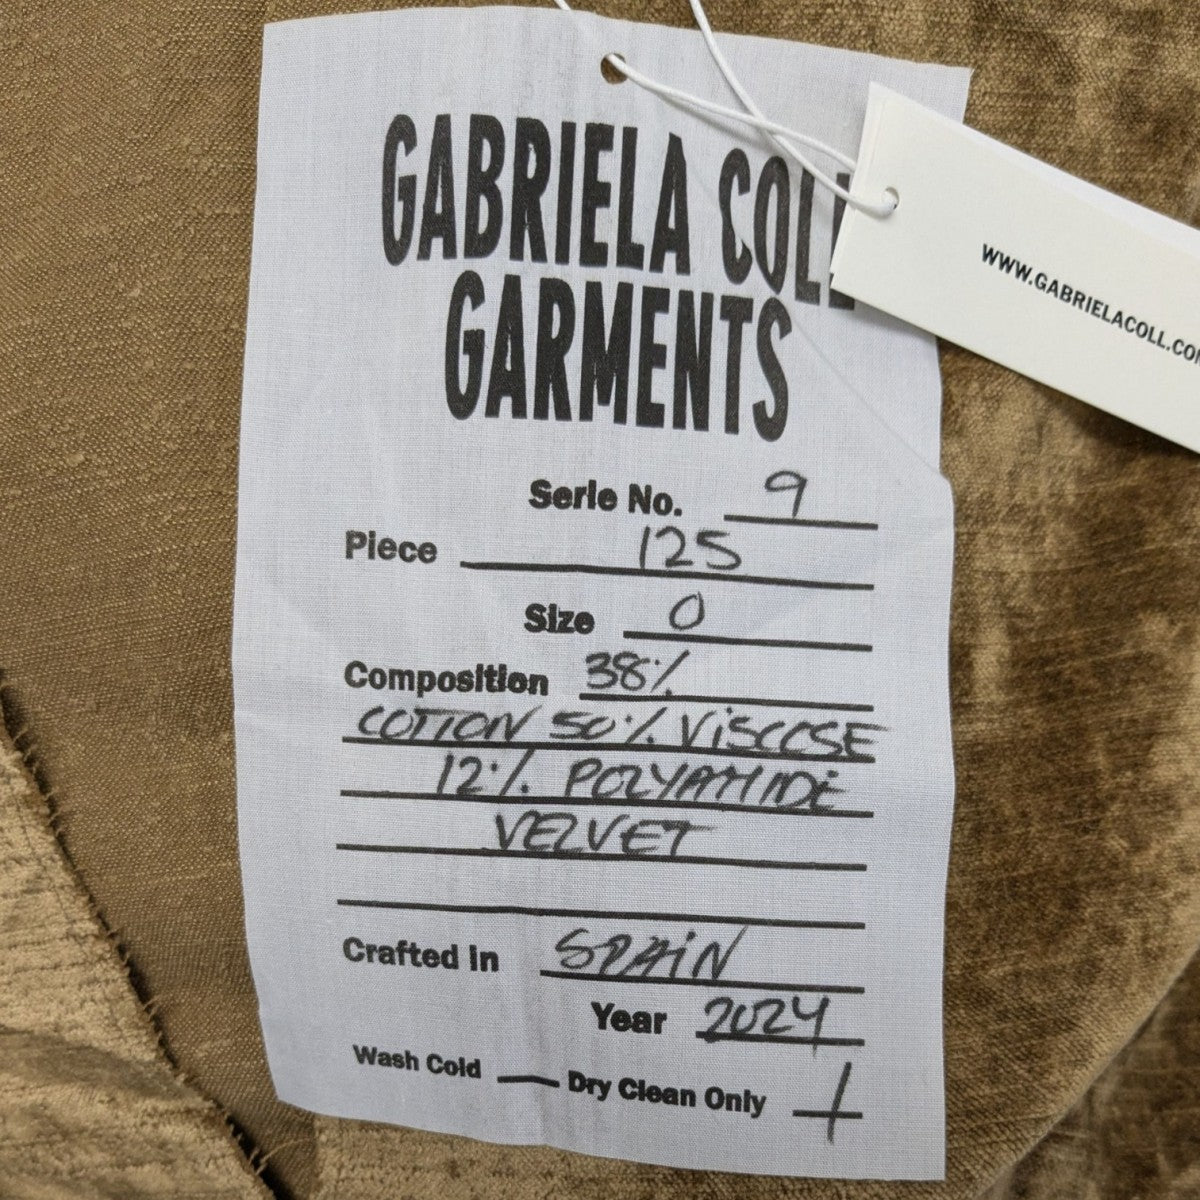 GABRIELA COLL
GARMENTS
WWW.GABRIELACOLL.CO
Serie No. 9
Piece 125
Size 0
Composition 38%
COTTON 50% VISCOSE
12% POLYAMIDE
VELVET
Crafted in SPAIN
Year 2024
Wash Cold Dry Clean Only